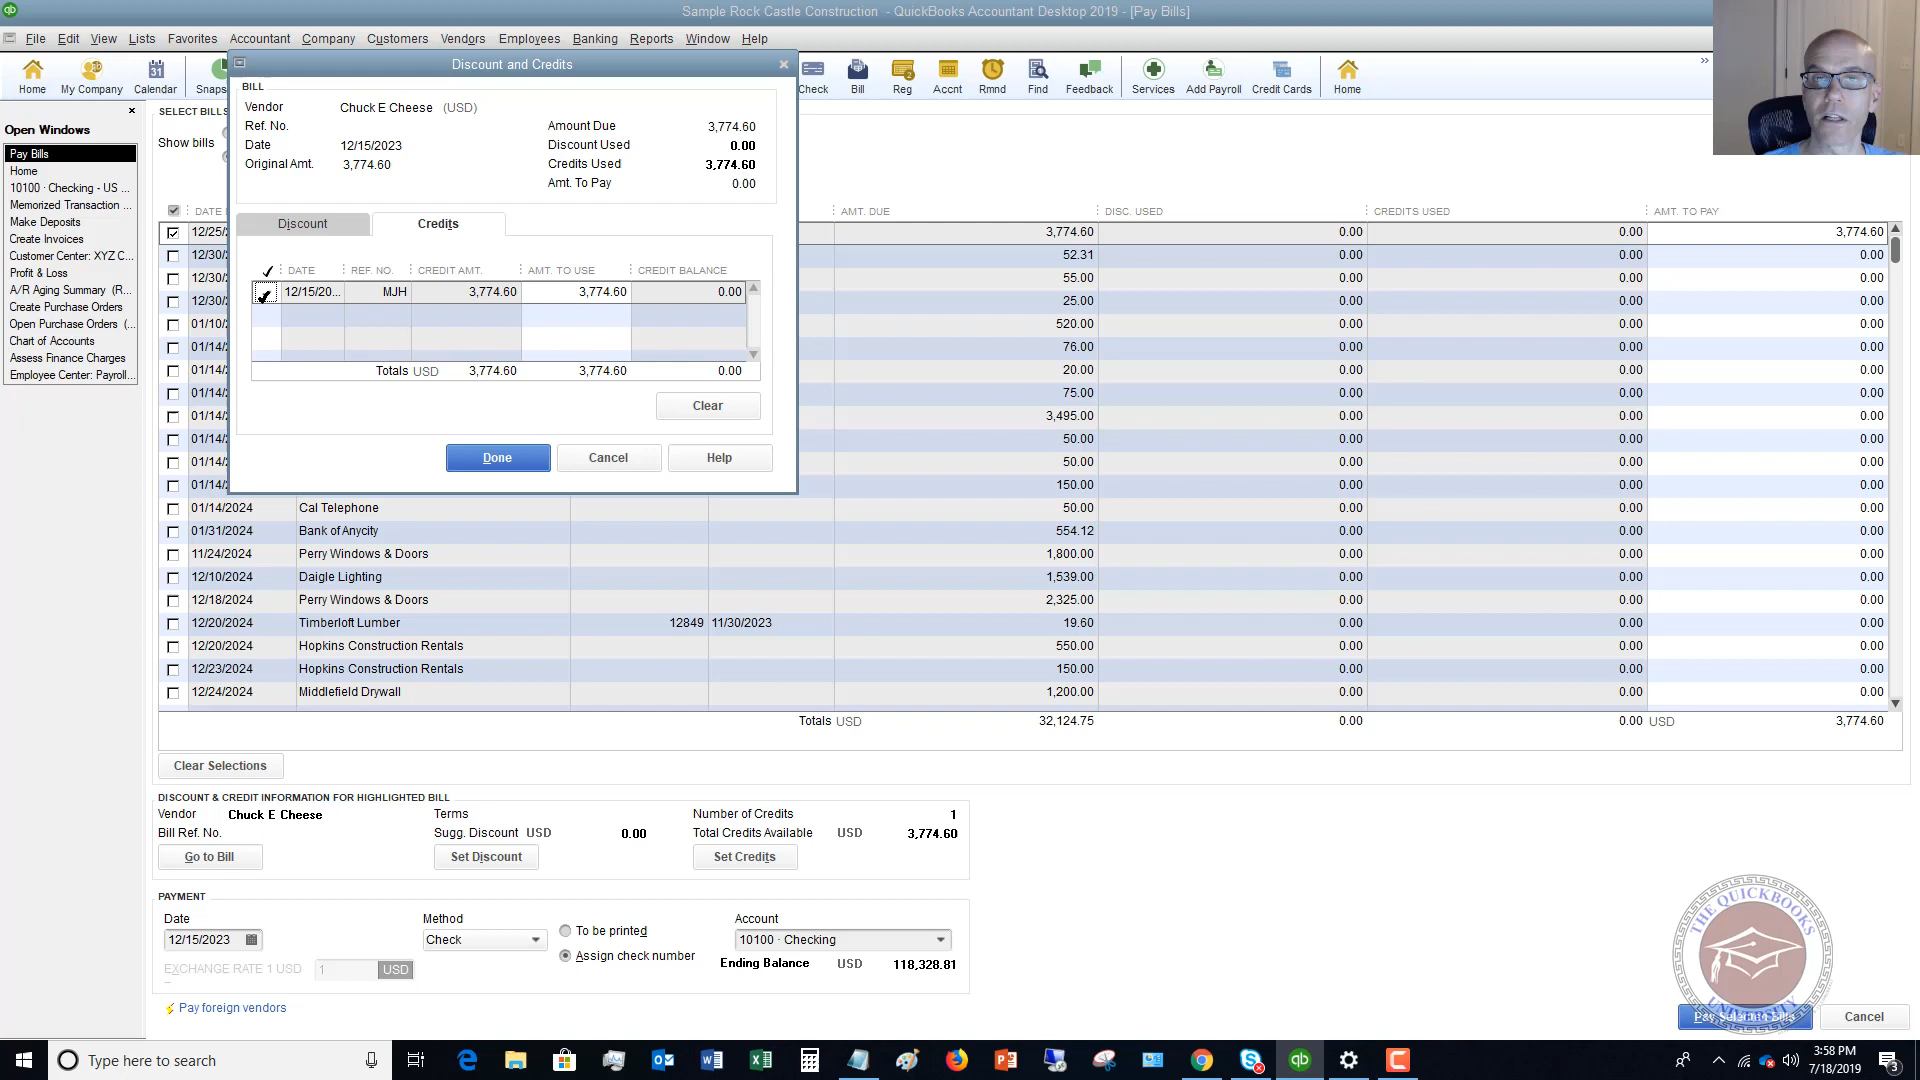 Sample Rock Castle Construction - QuickBooks Accountant Desktop 2019 - [Pay Bills]
File Edit View Lists Favorites Accountant Company Customers Vendors Employees Banking Reports Window Help
Home My Company Calendar Snaps Check Bill Reg Accnt Rmnd Find Feedback Services Add Payroll Credit Cards Home
Open Windows
Pay Bills
Home
10100 · Checking - US ...
Memorized Transaction ...
Make Deposits
Create Invoices
Customer Center: XYZ C...
Profit & Loss
A/R Aging Summary (R...
Create Purchase Orders
Open Purchase Orders (...
Chart of Accounts
Assess Finance Charges
Employee Center: Payroll...
SELECT BILLS
Show bills
Discount and Credits
BILL
Vendor Chuck E Cheese (USD)
Ref. No. Amount Due 3,774.60
Date 12/15/2023 Discount Used 0.00
Original Amt. 3,774.60 Credits Used 3,774.60
Amt. To Pay 0.00
Discount Credits
DATE REF. NO. CREDIT AMT. AMT. TO USE CREDIT BALANCE
12/15/20... MJH 3,774.60 3,774.60 0.00
Totals USD 3,774.60 3,774.60 0.00
Clear
Done Cancel Help
DATE AMT. DUE DISC. USED CREDITS USED AMT. TO PAY
12/25/ 3,774.60 0.00 0.00 3,774.60
12/30/ 52.31 0.00 0.00 0.00
12/30/ 55.00 0.00 0.00 0.00
12/30/ 25.00 0.00 0.00 0.00
01/10/ 520.00 0.00 0.00 0.00
01/14/ 76.00 0.00 0.00 0.00
01/14/ 20.00 0.00 0.00 0.00
01/14/ 75.00 0.00 0.00 0.00
01/14/ 3,495.00 0.00 0.00 0.00
01/14/ 50.00 0.00 0.00 0.00
01/14/ 50.00 0.00 0.00 0.00
01/14/ 150.00 0.00 0.00 0.00
01/14/2024 Cal Telephone 50.00 0.00 0.00 0.00
01/31/2024 Bank of Anycity 554.12 0.00 0.00 0.00
11/24/2024 Perry Windows & Doors 1,800.00 0.00 0.00 0.00
12/10/2024 Daigle Lighting 1,539.00 0.00 0.00 0.00
12/18/2024 Perry Windows & Doors 2,325.00 0.00 0.00 0.00
12/20/2024 Timberloft Lumber 12849 11/30/2023 19.60 0.00 0.00 0.00
12/20/2024 Hopkins Construction Rentals 550.00 0.00 0.00 0.00
12/23/2024 Hopkins Construction Rentals 150.00 0.00 0.00 0.00
12/24/2024 Middlefield Drywall 1,200.00 0.00 0.00 0.00
Totals USD 32,124.75 0.00 0.00 USD 3,774.60
Clear Selections
DISCOUNT & CREDIT INFORMATION FOR HIGHLIGHTED BILL
Vendor Chuck E Cheese Terms Number of Credits 1
Bill Ref. No. Sugg. Discount USD 0.00 Total Credits Available USD 3,774.60
Go to Bill Set Discount Set Credits
PAYMENT
Date Method To be printed Account
12/15/2023 Check Assign check number 10100 · Checking
Ending Balance USD 118,328.81
EXCHANGE RATE 1 USD 1 USD
Pay foreign vendors
THE QUICKBOOKS UNIVERSITY
Pay Selected Bills Cancel
Type here to search
3:58 PM
7/18/2019
3